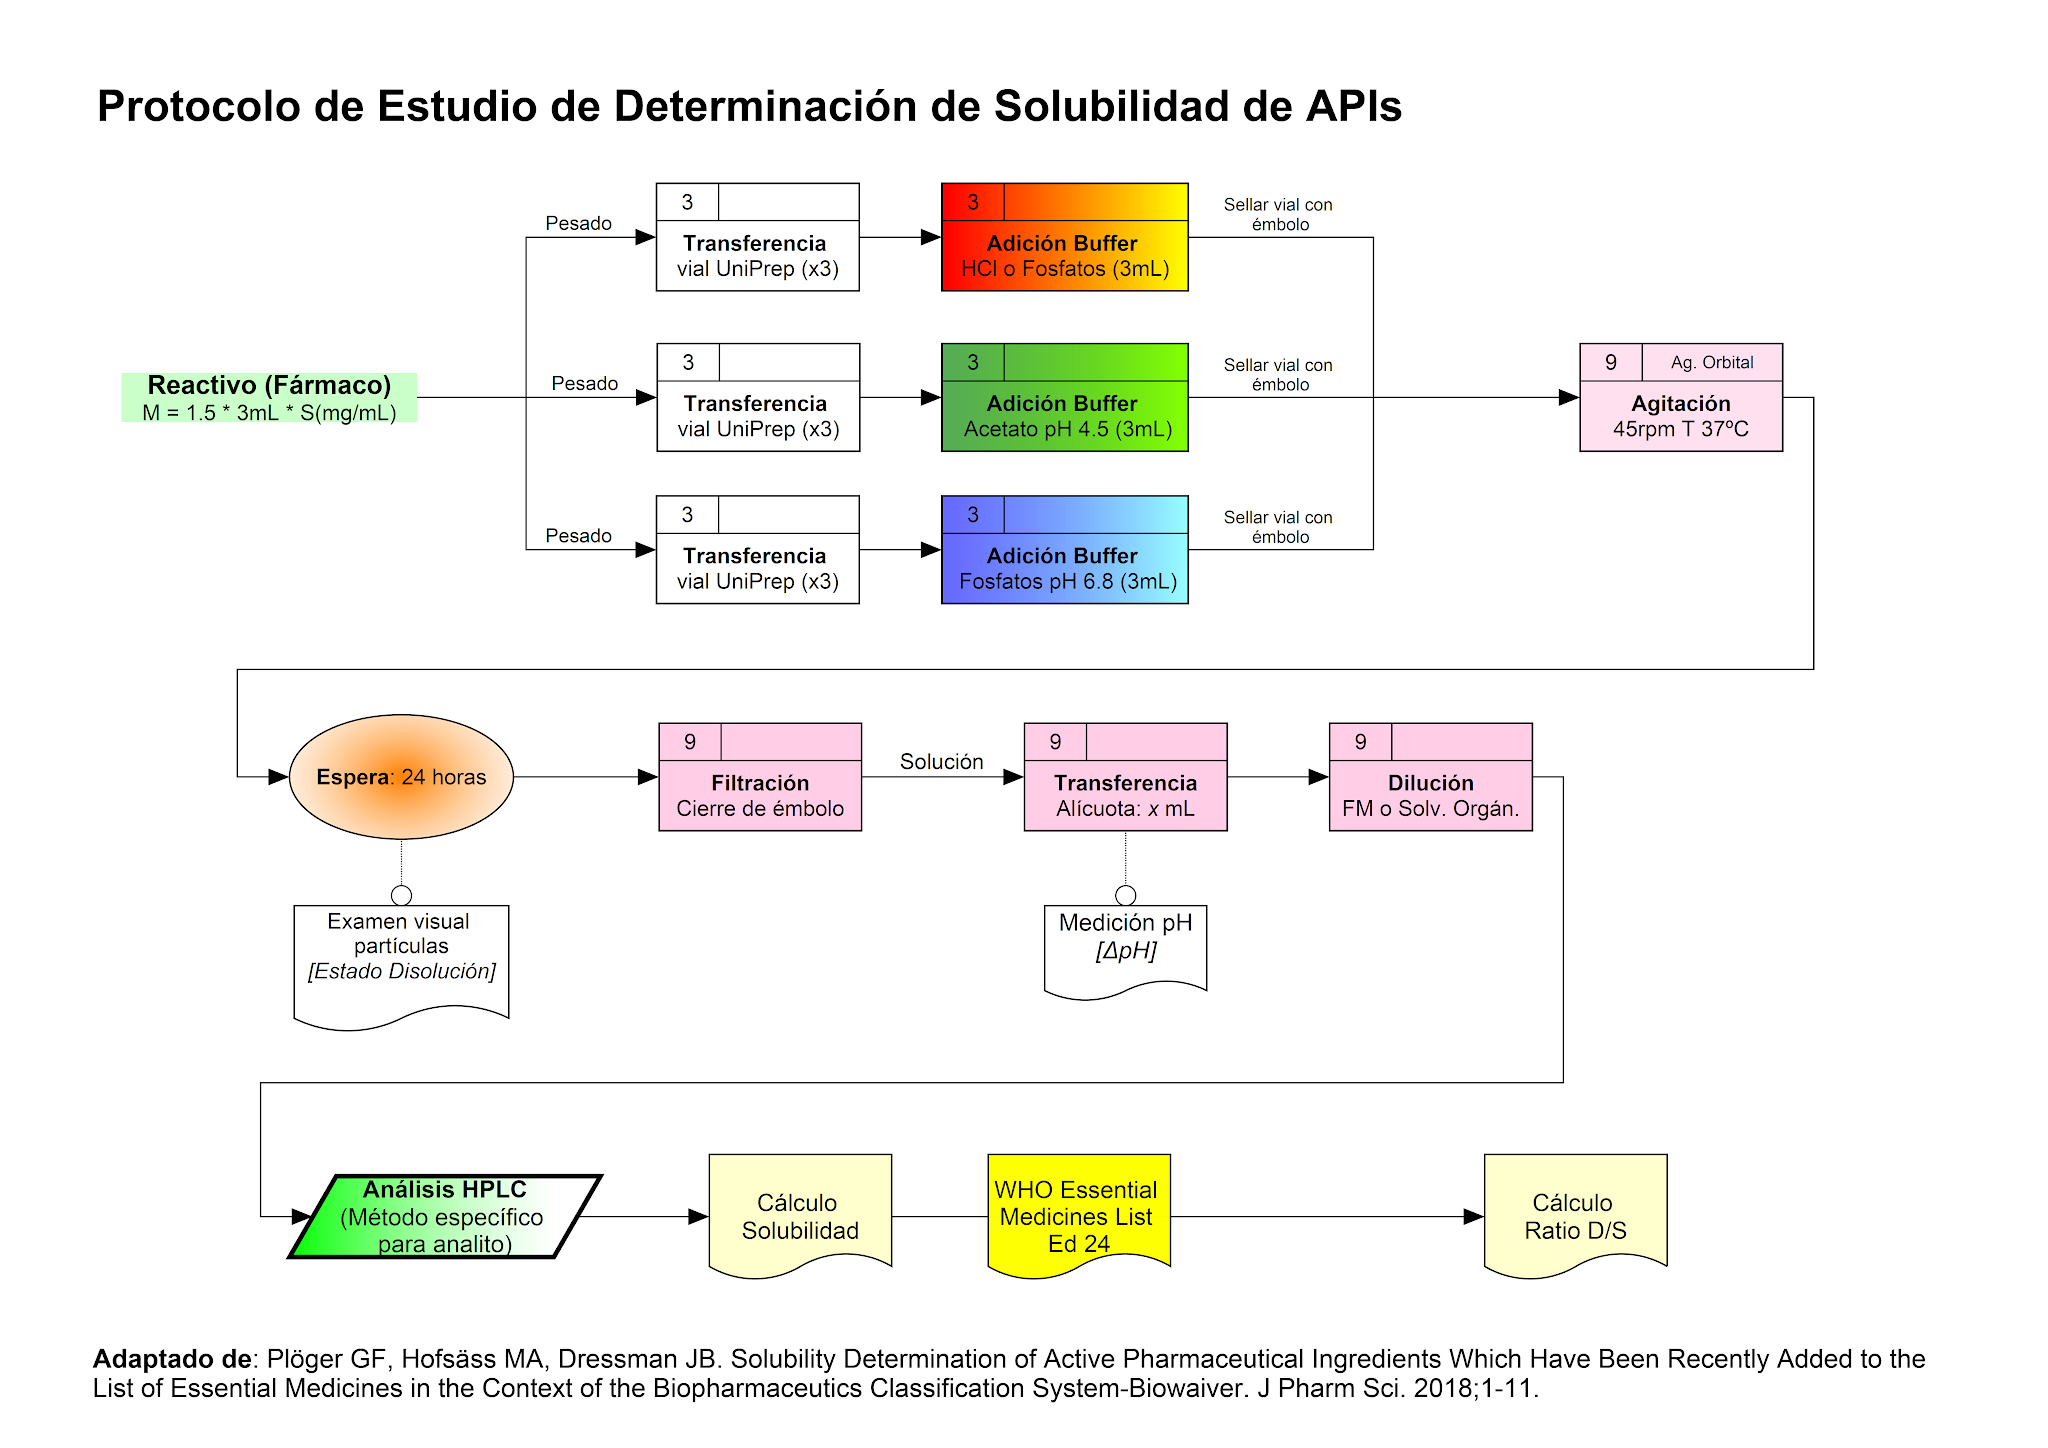 Protocolo de Estudio de Determinación de Solubilidad de APIs
Pesado
3
Transferencia
vial UniPrep (x3)
3
Adición Buffer
HCl o Fosfatos (3mL)
Sellar vial con
émbolo
Reactivo (Fármaco)
M = 1.5 * 3mL * S(mg/mL)
Pesado
3
Transferencia
vial UniPrep (x3)
3
Adición Buffer
Acetato pH 4.5 (3mL)
Sellar vial con
émbolo
9
Ag. Orbital
Agitación
45rpm T 37ºC
Pesado
3
Transferencia
vial UniPrep (x3)
3
Adición Buffer
Fosfatos pH 6.8 (3mL)
Sellar vial con
émbolo
Espera: 24 horas
9
Filtración
Cierre de émbolo
Solución
9
Transferencia
Alícuota: x mL
9
Dilución
FM o Solv. Orgán.
Examen visual
partículas
[Estado Disolución]
Medición pH
[ΔpH]
Análisis HPLC
(Método específico
para analito)
Cálculo
Solubilidad
WHO Essential
Medicines List
Ed 24
Cálculo
Ratio D/S
Adaptado de: Plöger GF, Hofsäss MA, Dressman JB. Solubility Determination of Active Pharmaceutical Ingredients Which Have Been Recently Added to the
List of Essential Medicines in the Context of the Biopharmaceutics Classification System-Biowaiver. J Pharm Sci. 2018;1-11.